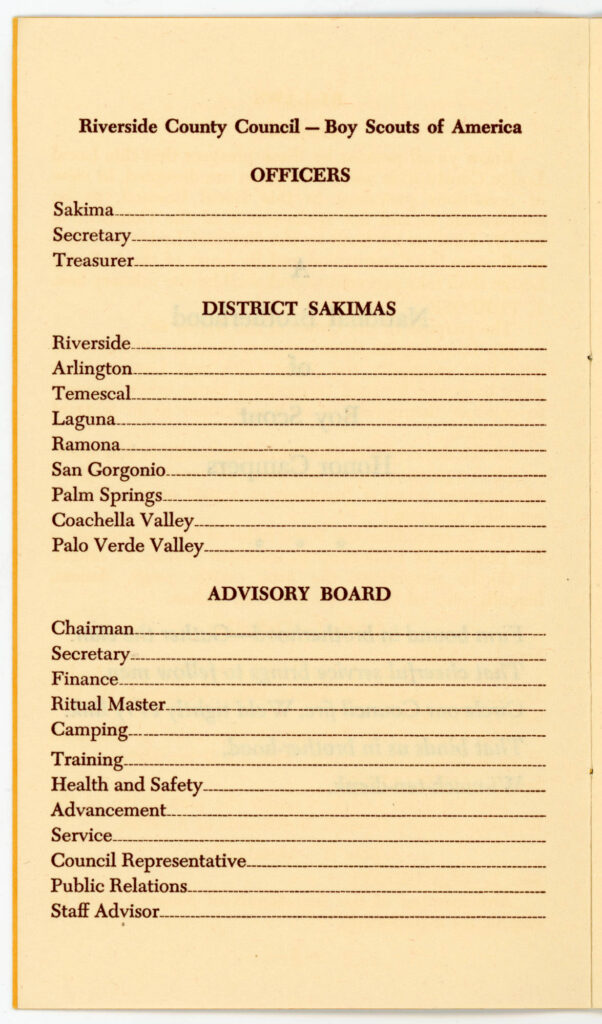 Riverside County Council – Boy Scouts of America
OFFICERS
Sakima
Secretary
Treasurer
DISTRICT SAKIMAS
Riverside
Arlington
Temescal
Laguna
Ramona
San Gorgonio
Palm Springs
Coachella Valley
Palo Verde Valley
ADVISORY BOARD
Chairman
Secretary
Finance
Ritual Master
Camping
Training
Health and Safety
Advancement
Service
Council Representative
Public Relations
Staff Advisor